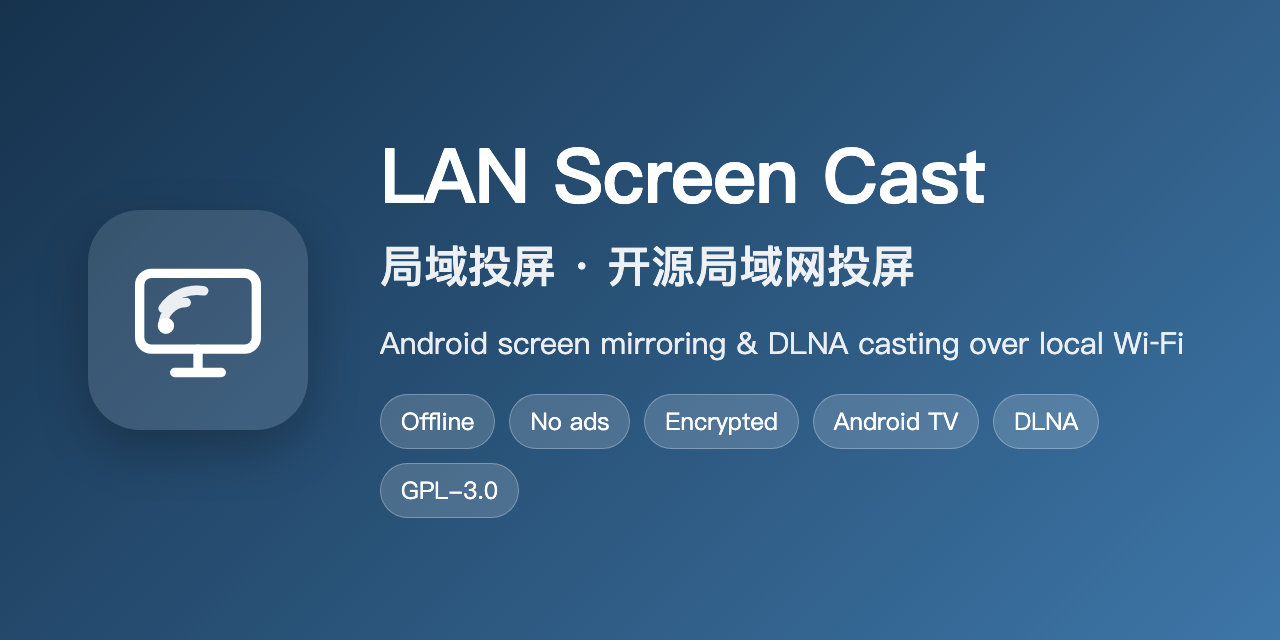 LAN Screen Cast
局域投屏 · 开源局域网投屏
Android screen mirroring & DLNA casting over local Wi-Fi
Offline No ads Encrypted Android TV DLNA
GPL-3.0